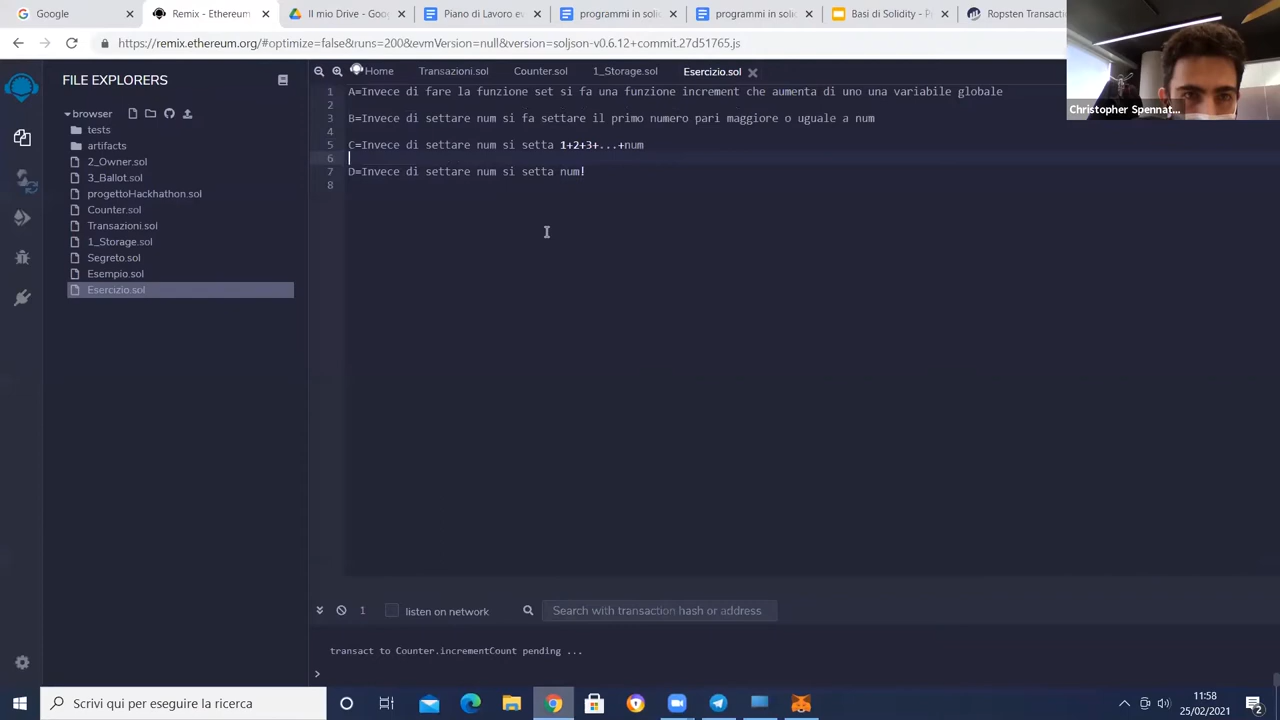 Google
Remix - Ethereum
Il mio Drive - Goo
Piano di Lavoro ev
programmi in solic
programmi in solic
Basi di Solidity - Pr
Ropsten Transacti
https://remix.ethereum.org/#optimize=false&runs=200&evmVersion=null&version=soljson-v0.6.12+commit.27d51765.js
Christopher Spennat...
FILE EXPLORERS
Home
Transazioni.sol
Counter.sol
1_Storage.sol
Esercizio.sol
browser
tests
artifacts
2_Owner.sol
3_Ballot.sol
progettoHackhathon.sol
Counter.sol
Transazioni.sol
1_Storage.sol
Segreto.sol
Esempio.sol
Esercizio.sol
1 A=Invece di fare la funzione set si fa una funzione increment che aumenta di uno una variabile globale
2
3 B=Invece di settare num si fa settare il primo numero pari maggiore o uguale a num
4
5 C=Invece di settare num si setta 1+2+3+...+num
6
7 D=Invece di settare num si setta num!
8
1
listen on network
Search with transaction hash or address
transact to Counter.incrementCount pending ...
>
Scrivi qui per eseguire la ricerca
11:58
25/02/2021
2